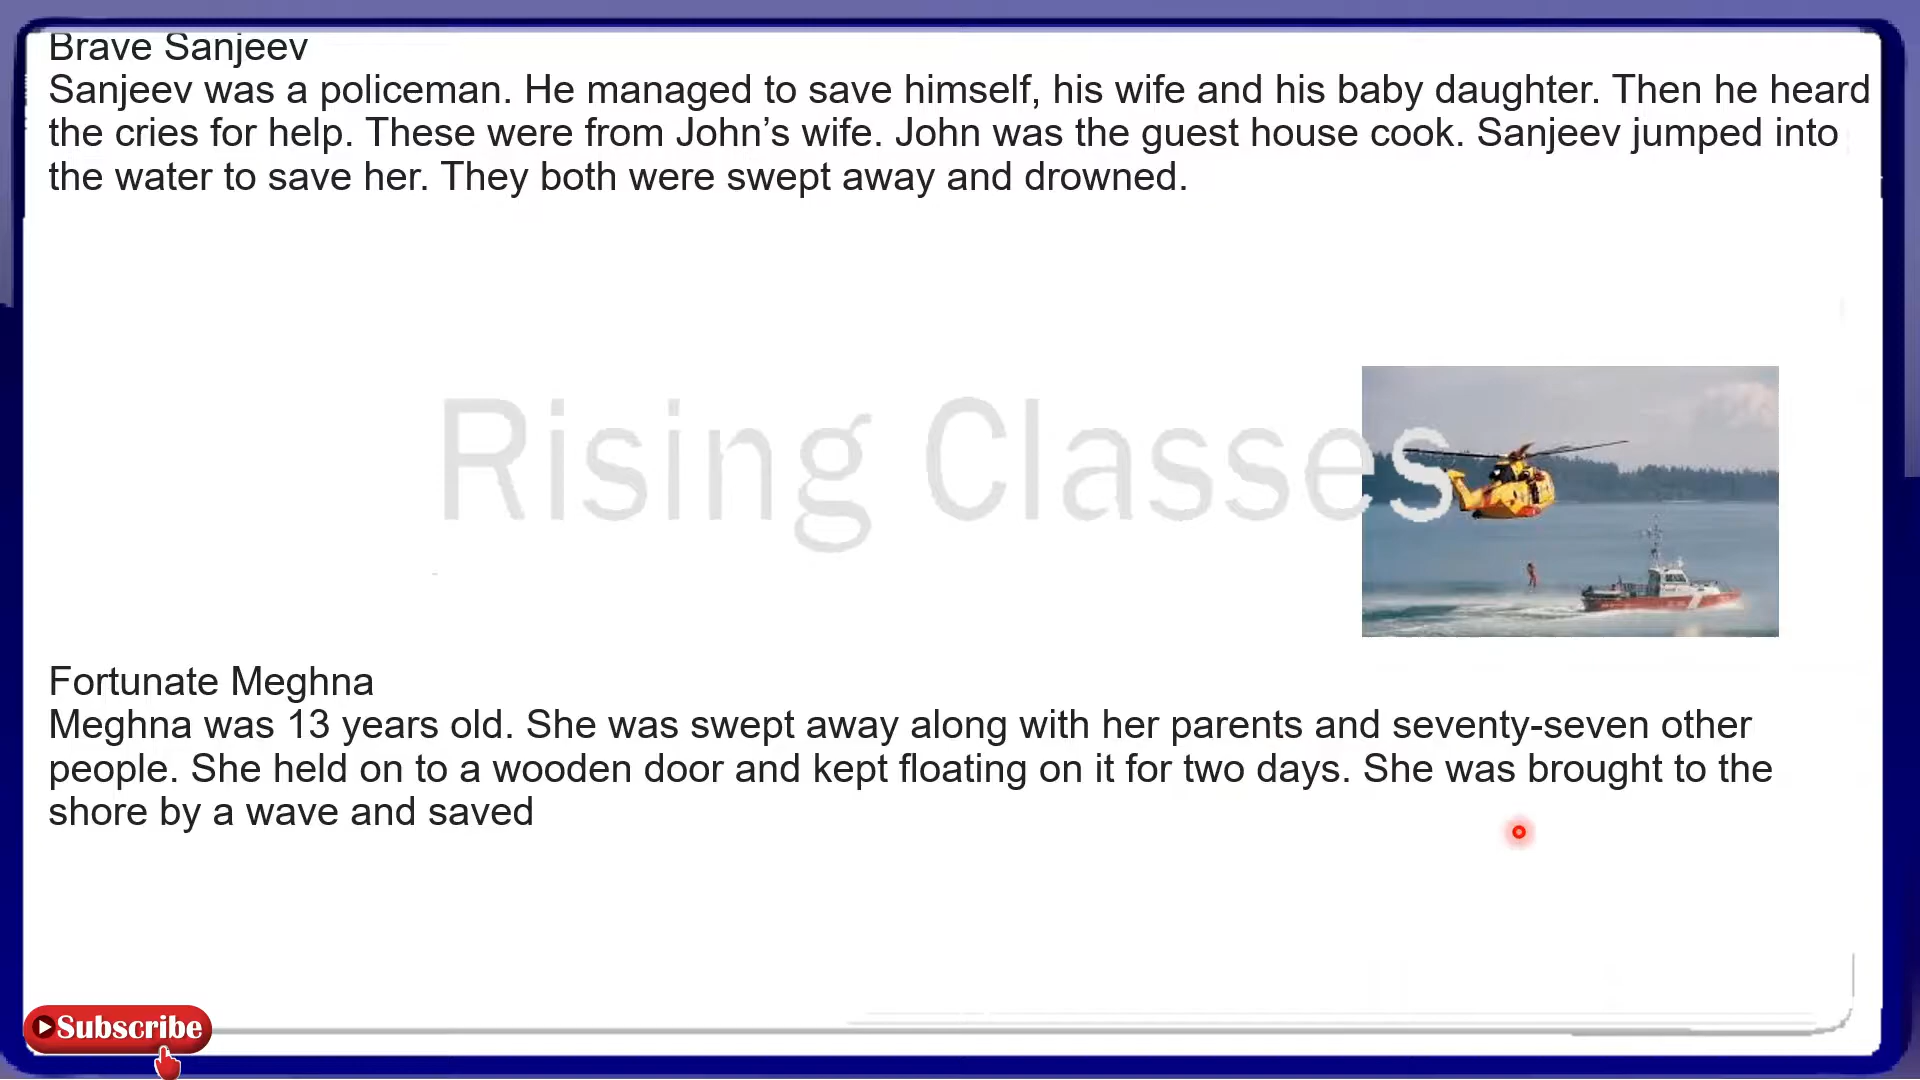 Brave Sanjeev
Sanjeev was a policeman. He managed to save himself, his wife and his baby daughter. Then he heard
the cries for help. These were from John’s wife. John was the guest house cook. Sanjeev jumped into
the water to save her. They both were swept away and drowned.
Rising Classes
Fortunate Meghna
Meghna was 13 years old. She was swept away along with her parents and seventy-seven other
people. She held on to a wooden door and kept floating on it for two days. She was brought to the
shore by a wave and saved
Subscribe